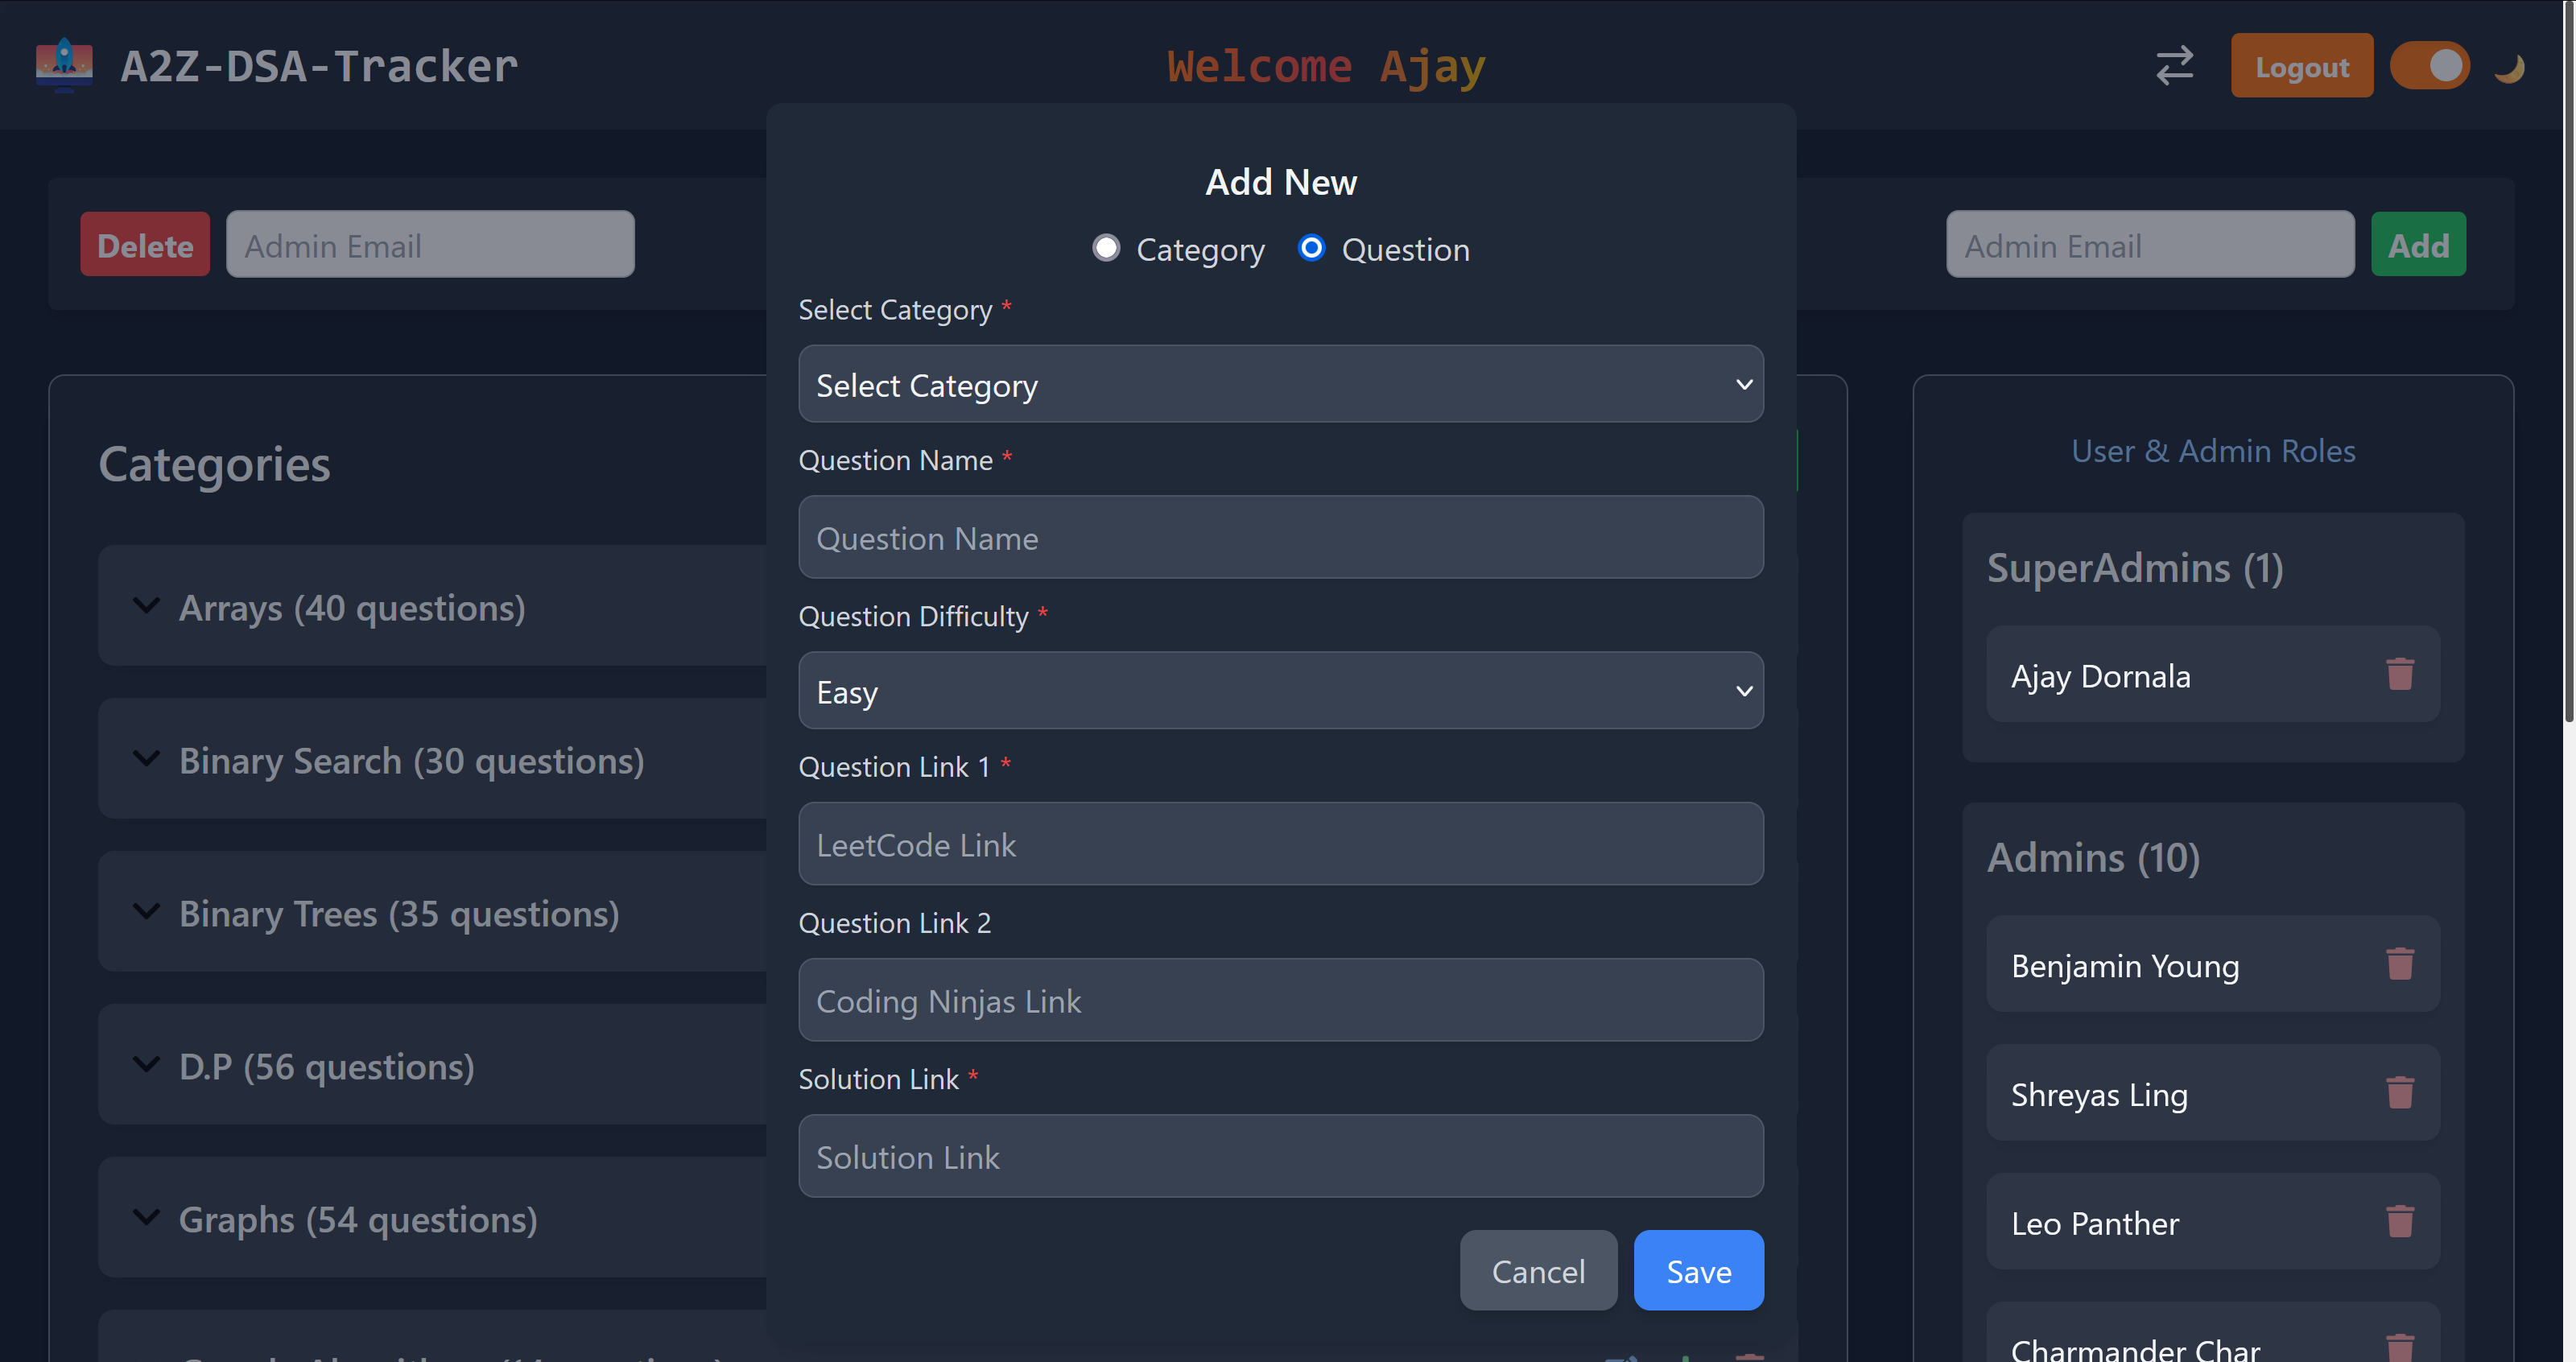 A2Z-DSA-Tracker
Welcome Ajay
Logout
Delete
Admin Email
Admin Email
Add
Add New
Category
Question
Select Category *
Select Category
Question Name *
Question Name
Question Difficulty *
Easy
Question Link 1 *
LeetCode Link
Question Link 2
Coding Ninjas Link
Solution Link *
Solution Link
Cancel
Save
Categories
Arrays (40 questions)
Binary Search (30 questions)
Binary Trees (35 questions)
D.P (56 questions)
Graphs (54 questions)
User & Admin Roles
SuperAdmins (1)
Ajay Dornala
Admins (10)
Benjamin Young
Shreyas Ling
Leo Panther
Charmander Char